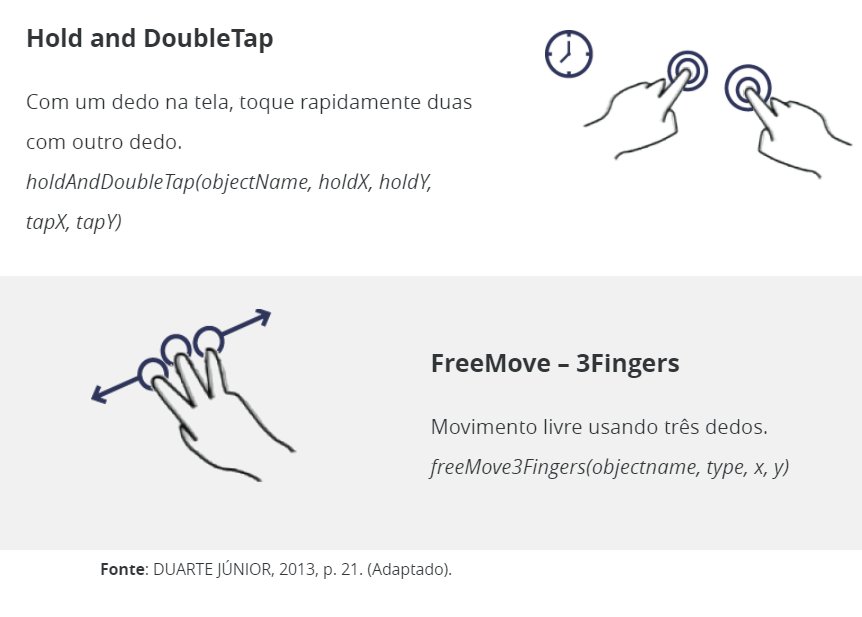 Hold and DoubleTap
Com um dedo na tela, toque rapidamente duas
com outro dedo.
holdAndDoubleTap(objectName, holdX, holdY,
tapX, tapY)
FreeMove – 3Fingers
Movimento livre usando três dedos.
freeMove3Fingers(objectname, type, x, y)
Fonte: DUARTE JÚNIOR, 2013, p. 21. (Adaptado).